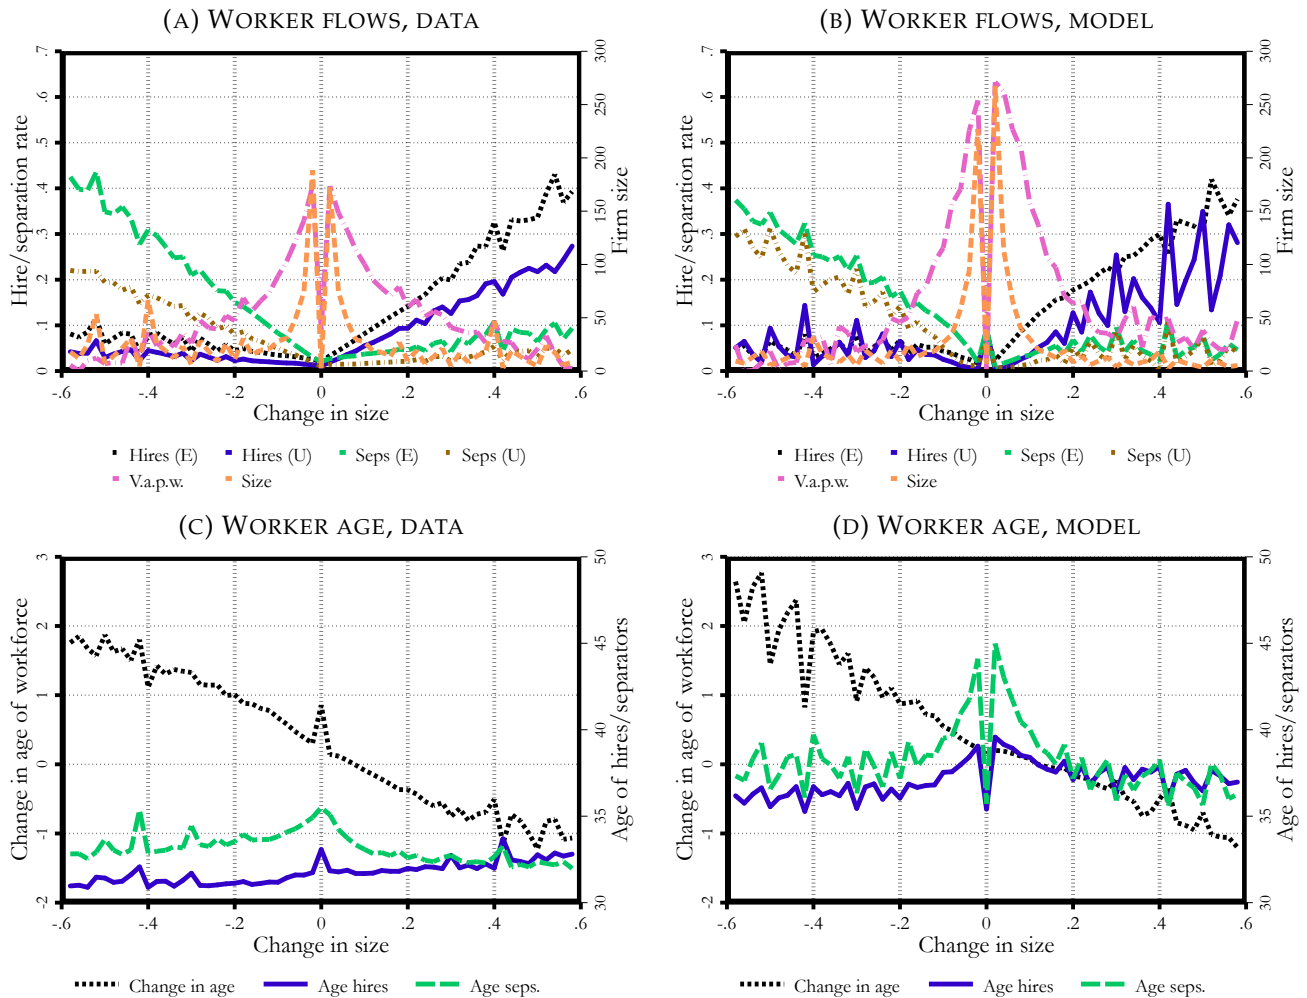 (A) WORKER FLOWS, DATA
Hire/separation rate
0 .1 .2 .3 .4 .5 .6 .7
Firm size
0 50 100 150 200 250 300
-.6 -.4 -.2 0 .2 .4 .6
Change in size
Hires (E) Hires (U) Seps (E) Seps (U)
V.a.p.w. Size
(B) WORKER FLOWS, MODEL
Hire/separation rate
0 .1 .2 .3 .4 .5 .6 .7
Firm size
0 50 100 150 200 250 300
-.6 -.4 -.2 0 .2 .4 .6
Change in size
Hires (E) Hires (U) Seps (E) Seps (U)
V.a.p.w. Size
(C) WORKER AGE, DATA
Change in age of workforce
-2 -1 0 1 2 3
Age of hires/separators
30 35 40 45 50
-.6 -.4 -.2 0 .2 .4 .6
Change in size
Change in age Age hires Age seps.
(D) WORKER AGE, MODEL
Change in age of workforce
-2 -1 0 1 2 3
Age of hires/separators
30 35 40 45 50
-.6 -.4 -.2 0 .2 .4 .6
Change in size
Change in age Age hires Age seps.